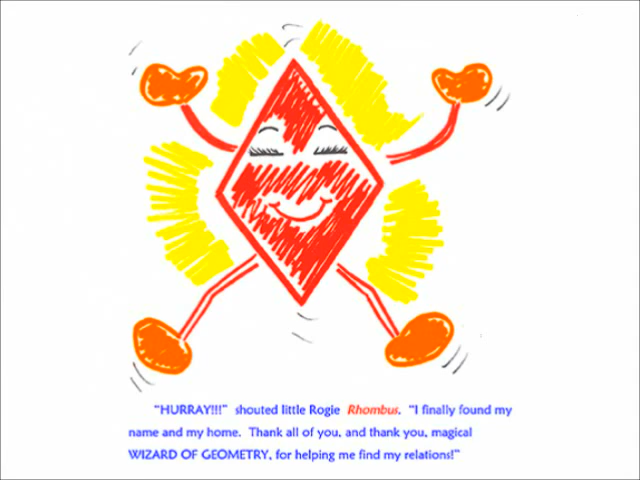 "HURRAY!!!" shouted little Rogie Rhombus. "I finally found my
name and my home. Thank all of you, and thank you, magical
WIZARD OF GEOMETRY, for helping me find my relations!"